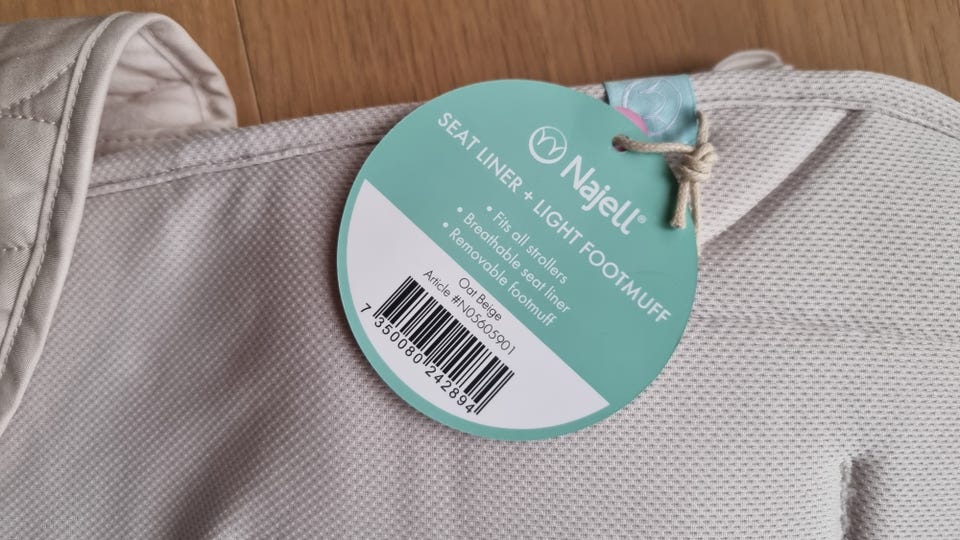 Najell®
SEAT LINER + LIGHT FOOTMUFF
• Fits all strollers
• Breathable seat liner
• Removable footmuff
Oat Beige
Article #N05605901
7 350080 242894